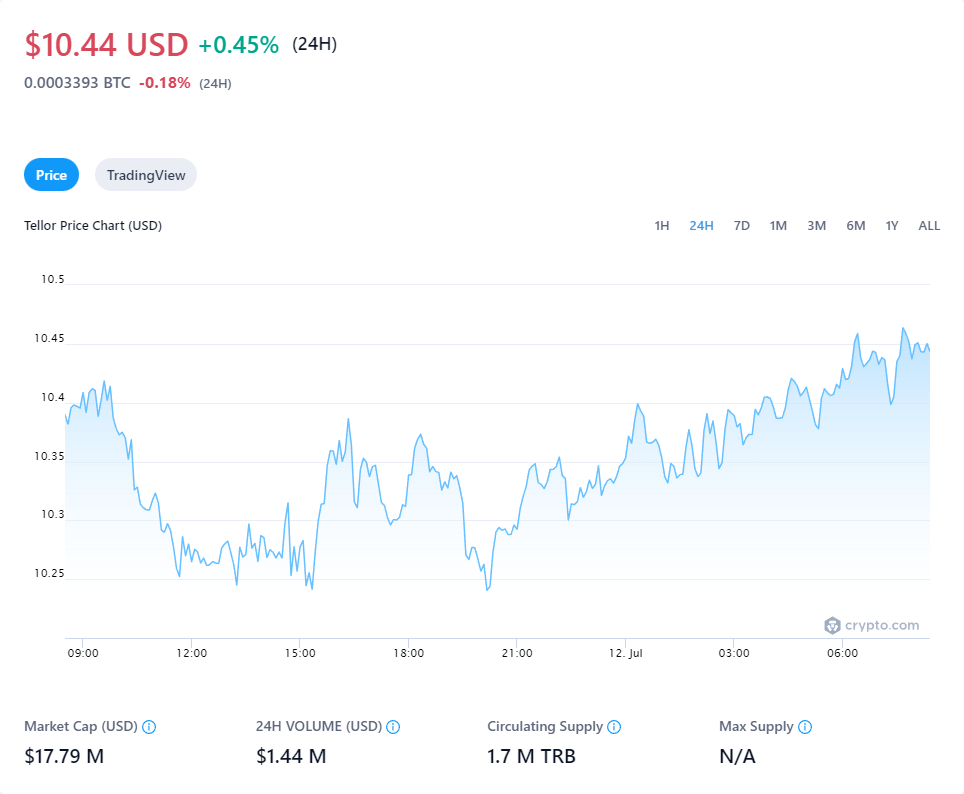 $10.44 USD +0.45% (24H)
0.0003393 BTC -0.18% (24H)
Price TradingView
Tellor Price Chart (USD) 1H 24H 7D 1M 3M 6M 1Y ALL
10.5
10.45
10.4
10.35
10.3
10.25
crypto.com
09:00 12:00 15:00 18:00 21:00 12. Jul 03:00 06:00
Market Cap (USD) 24H VOLUME (USD) Circulating Supply Max Supply
$17.79 M $1.44 M 1.7 M TRB N/A